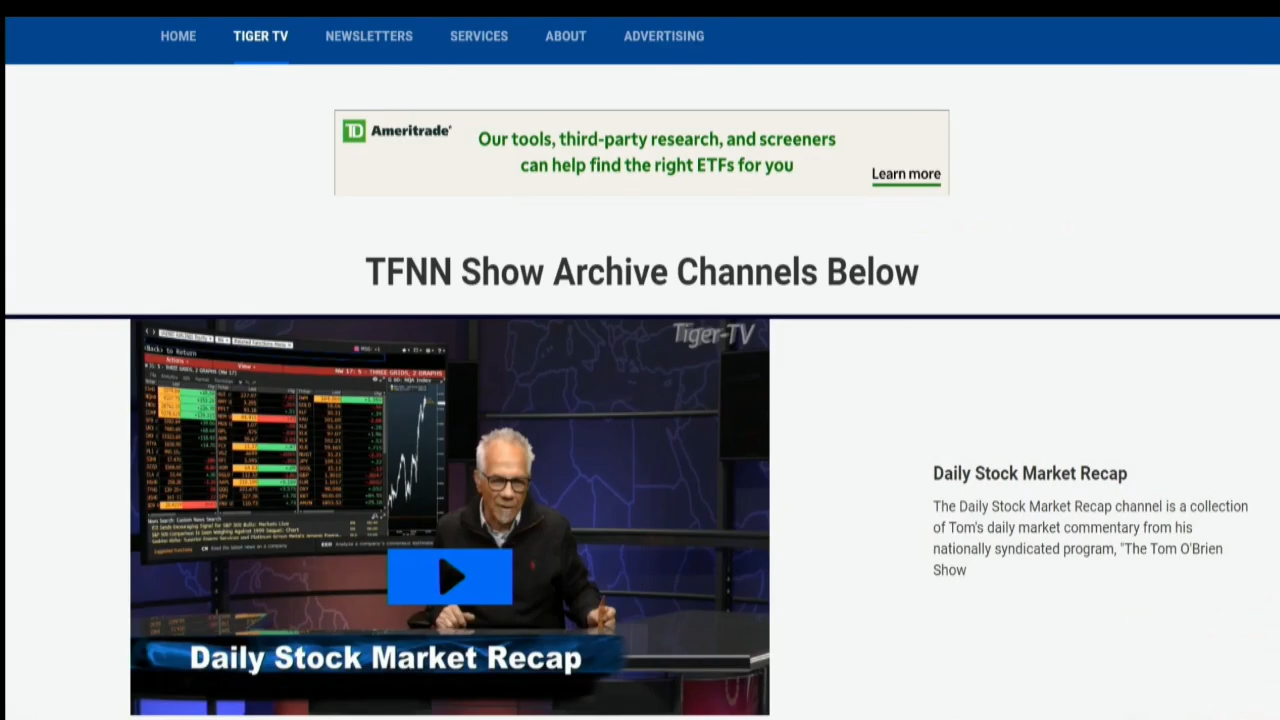 HOME TIGER TV NEWSLETTERS SERVICES ABOUT ADVERTISING
TD Ameritrade
Our tools, third-party research, and screeners
can help find the right ETFs for you
Learn more
TFNN Show Archive Channels Below
Tiger-TV
Daily Stock Market Recap
Daily Stock Market Recap
The Daily Stock Market Recap channel is a collection
of Tom's daily market commentary from his
nationally syndicated program, "The Tom O'Brien
Show